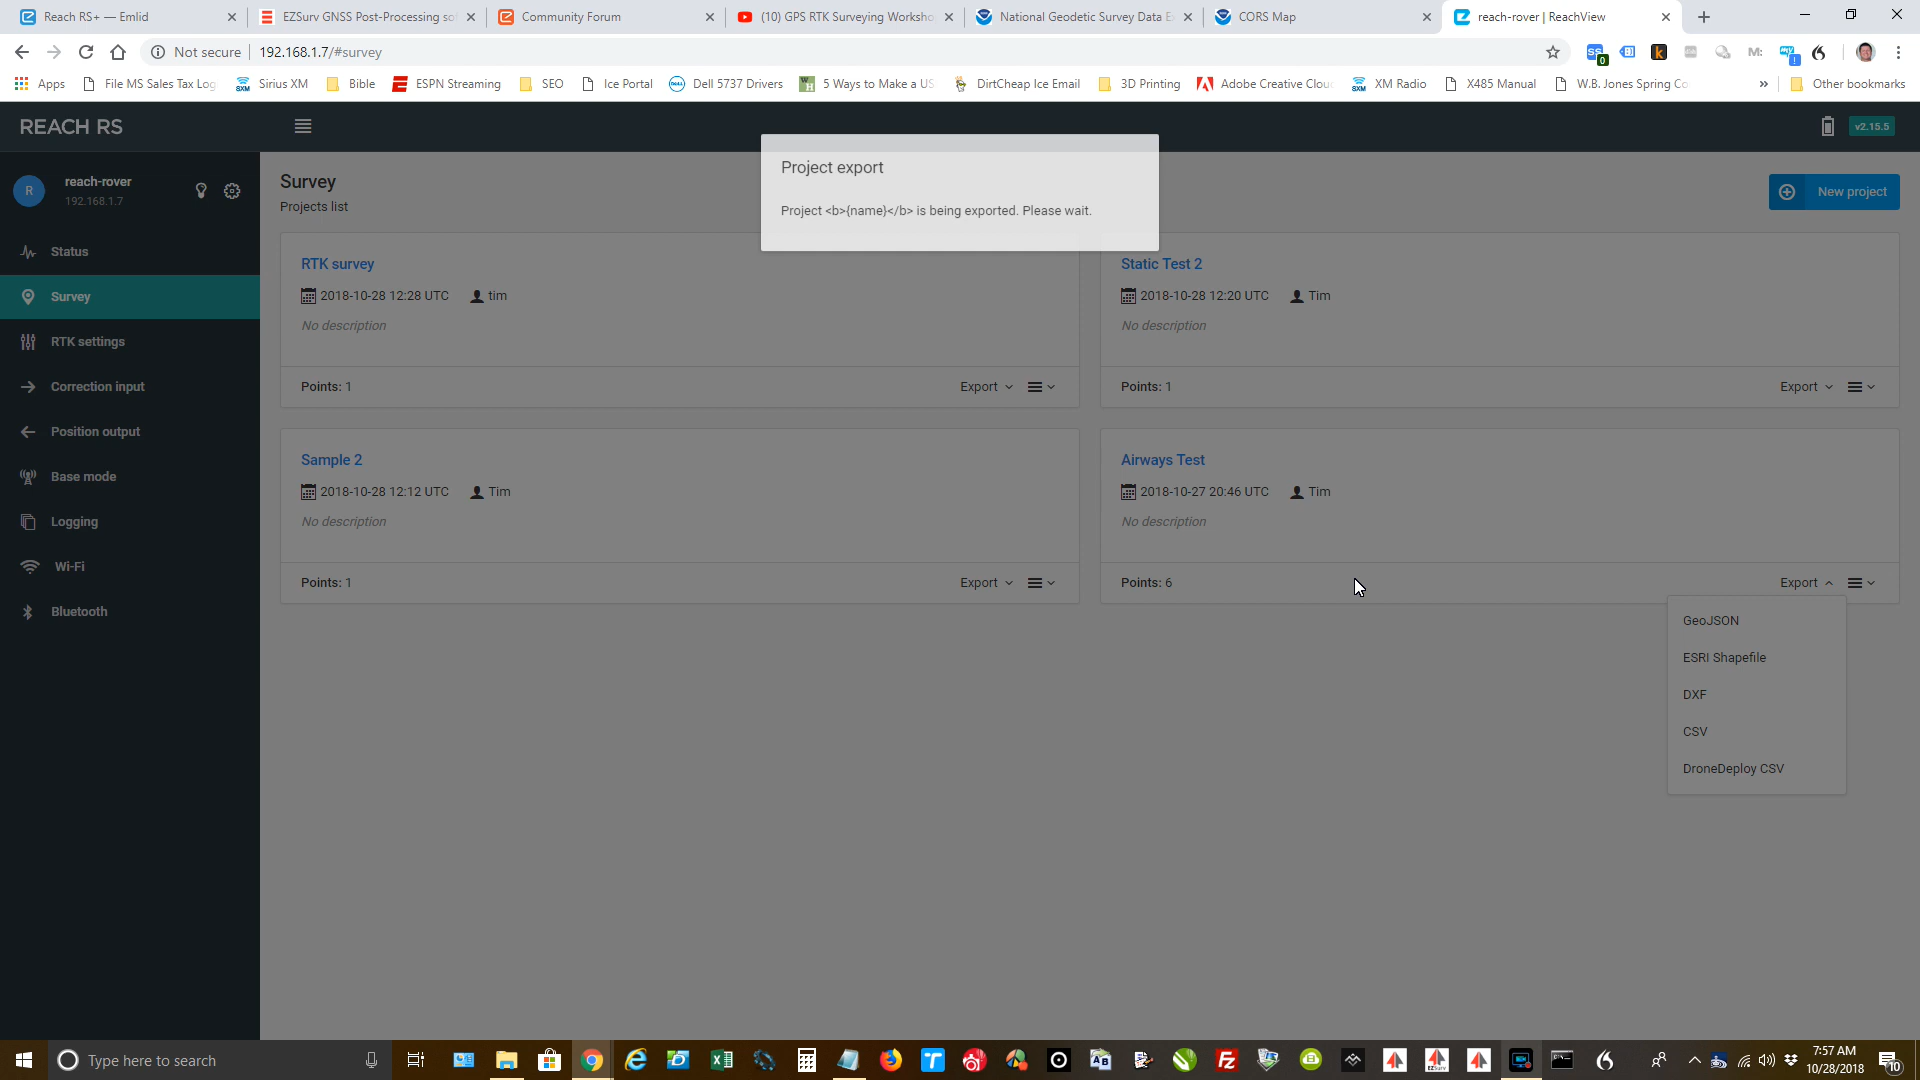 Reach RS+ — Emlid
EZSurv GNSS Post-Processing so
Community Forum
(10) GPS RTK Surveying Worksho
National Geodetic Survey Data E
CORS Map
reach-rover | ReachView
Not secure
192.168.1.7/#survey
Apps
File MS Sales Tax Log
Sirius XM
Bible
ESPN Streaming
SEO
Ice Portal
Dell 5737 Drivers
5 Ways to Make a US
DirtCheap Ice Email
3D Printing
Adobe Creative Clou
XM Radio
X485 Manual
W.B. Jones Spring Co
Other bookmarks
REACH RS
v2.15.5
R
reach-rover
192.168.1.7
Status
Survey
RTK settings
Correction input
Position output
Base mode
Logging
Wi-Fi
Bluetooth
Survey
Projects list
New project
Project export
Project <b>{name}</b> is being exported. Please wait.
RTK survey
2018-10-28 12:28 UTC tim
No description
Points: 1
Export
Static Test 2
2018-10-28 12:20 UTC Tim
No description
Points: 1
Export
Sample 2
2018-10-28 12:12 UTC Tim
No description
Points: 1
Export
Airways Test
2018-10-27 20:46 UTC Tim
No description
Points: 6
Export
GeoJSON
ESRI Shapefile
DXF
CSV
DroneDeploy CSV
Type here to search
7:57 AM
10/28/2018
10